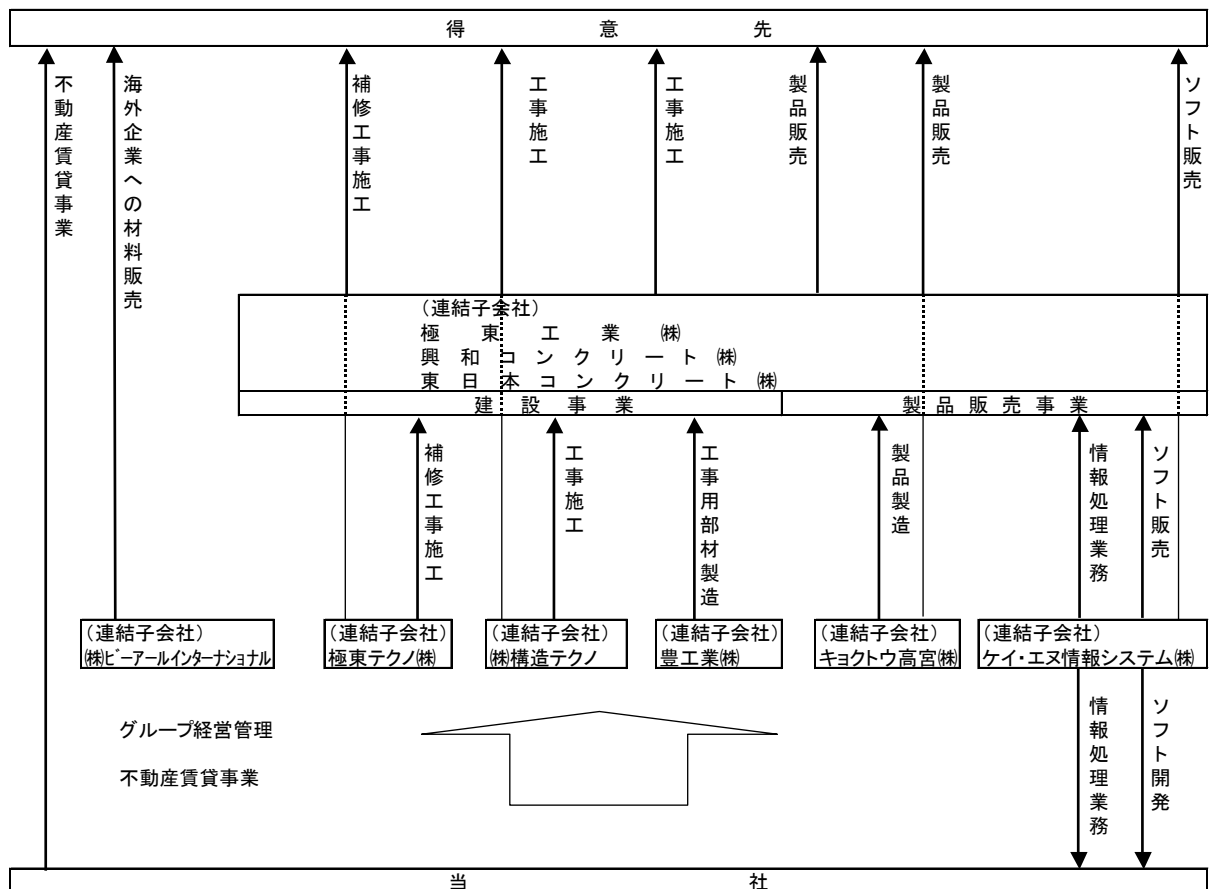 得意先
不動産賃貸事業
海外企業への材料販売
補修工事施工
工事施工
工事施工
製品販売
製品販売
ソフト販売
（連結子会社）
極東工業㈱
興和コンクリート㈱
東日本コンクリート㈱
建設事業
製品販売事業
補修工事施工
工事施工
工事用部材製造
製品製造
情報処理業務
ソフト販売
（連結子会社）
㈱ビーアールインターナショナル
（連結子会社）
極東テクノ㈱
（連結子会社）
㈱構造テクノ
（連結子会社）
豊工業㈱
（連結子会社）
キョクトウ高宮㈱
（連結子会社）
ケイ・エヌ情報システム㈱
グループ経営管理
不動産賃貸事業
情報処理業務
ソフト開発
当社